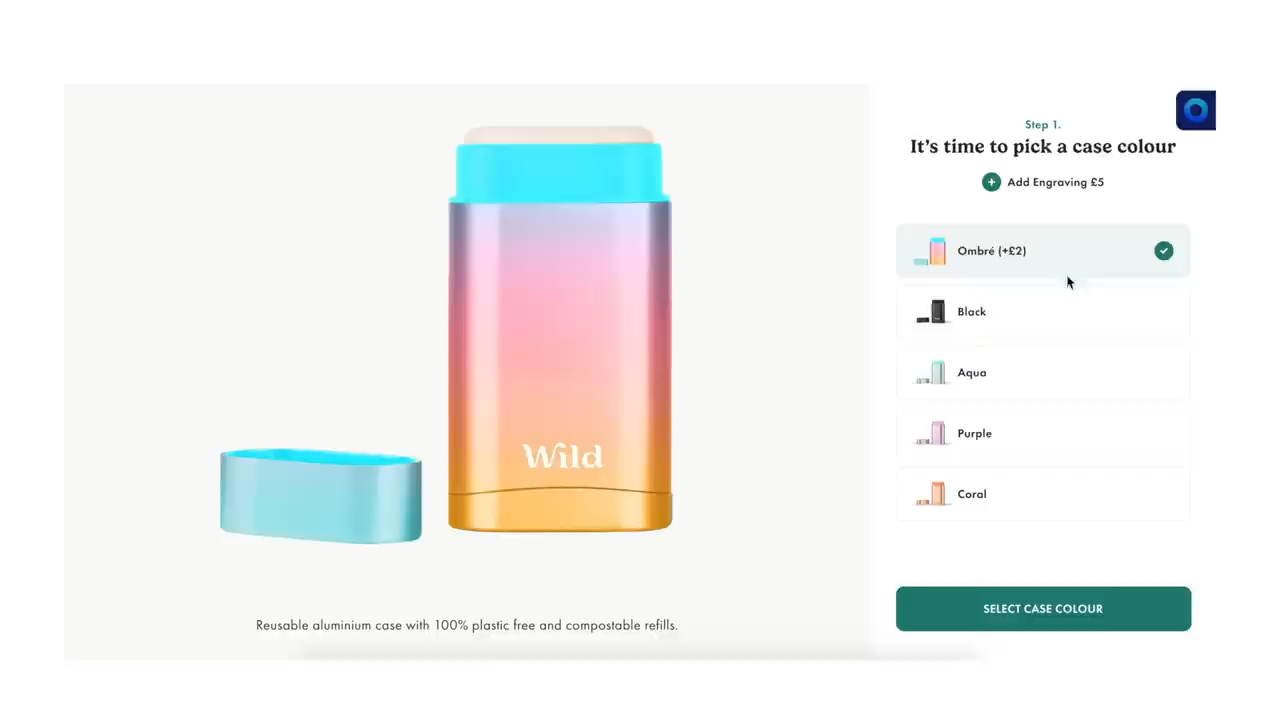 Step 1.
It's time to pick a case colour
Add Engraving £5
Ombré (+£2)
Black
Aqua
Purple
Coral
SELECT CASE COLOUR
Wild
Reusable aluminium case with 100% plastic free and compostable refills.